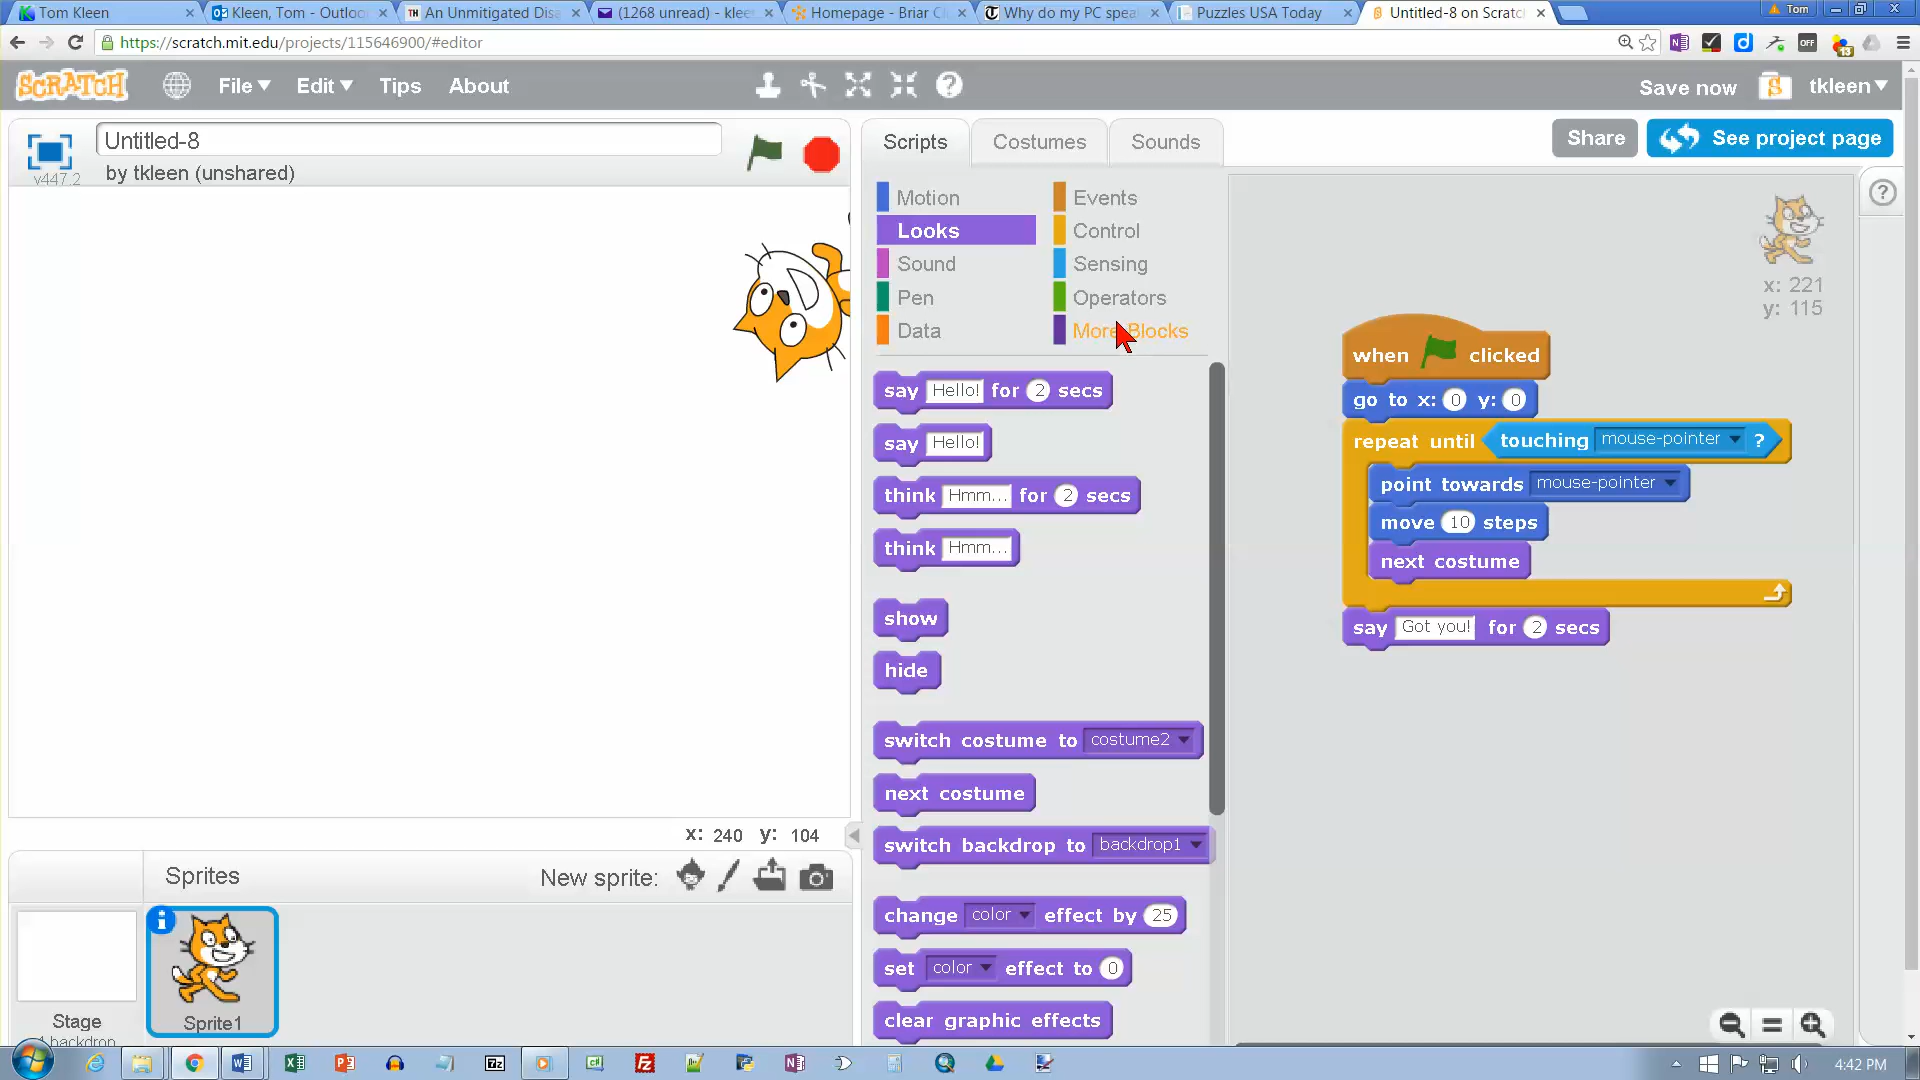 Tom Kleen
Kleen, Tom - Outloo
An Unmitigated Disa
(1268 unread) - klee
Homepage - Briar Cl
Why do my PC spea
Puzzles USA Today
Untitled-8 on Scratc
Tom
https://scratch.mit.edu/projects/115646900/#editor
OFF
13
SCRATCH
File
Edit
Tips
About
Save now
tkleen
Untitled-8
by tkleen (unshared)
v447.2
Scripts
Costumes
Sounds
Share
See project page
Motion
Events
Looks
Control
Sound
Sensing
Pen
Operators
Data
More Blocks
x: 221
y: 115
say Hello! for 2 secs
say Hello!
think Hmm... for 2 secs
think Hmm...
show
hide
switch costume to costume2
next costume
switch backdrop to backdrop1
change color effect by 25
set color effect to 0
clear graphic effects
when clicked
go to x: 0 y: 0
repeat until touching mouse-pointer ?
point towards mouse-pointer
move 10 steps
next costume
say Got you! for 2 secs
x: 240 y: 104
Sprites
New sprite:
Stage
1 backdrop
Sprite1
4:42 PM